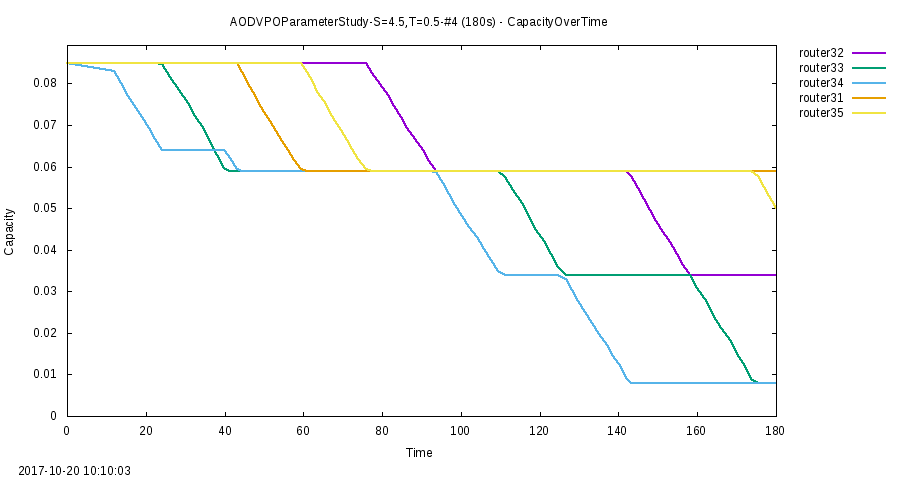 AODVPOParameterStudy-S=4.5,T=0.5-#4 (180s) - CapacityOverTime
router32
router33
router34
router31
router35
0.08
0.07
0.06
0.05
0.04
0.03
0.02
0.01
0
Capacity
0 20 40 60 80 100 120 140 160 180
Time
2017-10-20 10:10:03